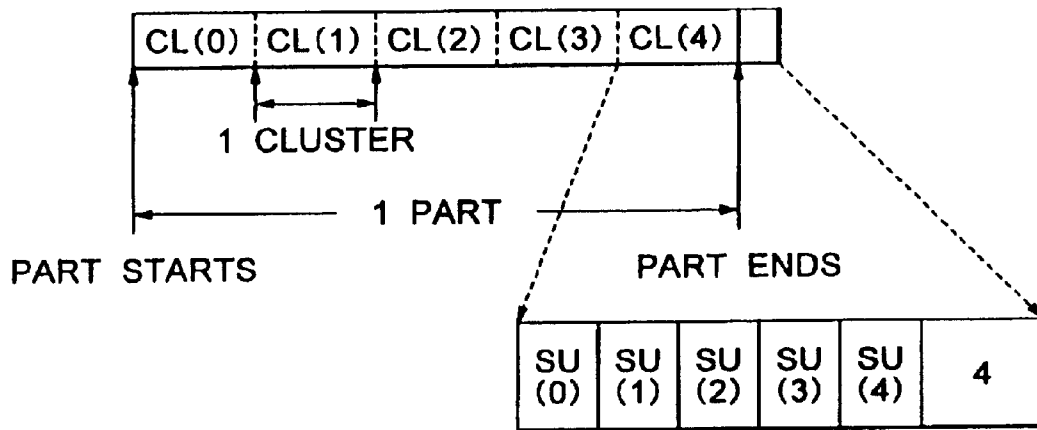 CL(0) CL(1) CL(2) CL(3) CL(4)
1 CLUSTER
1 PART
PART STARTS PART ENDS
SU SU SU SU SU
(0) (1) (2) (3) (4) 4